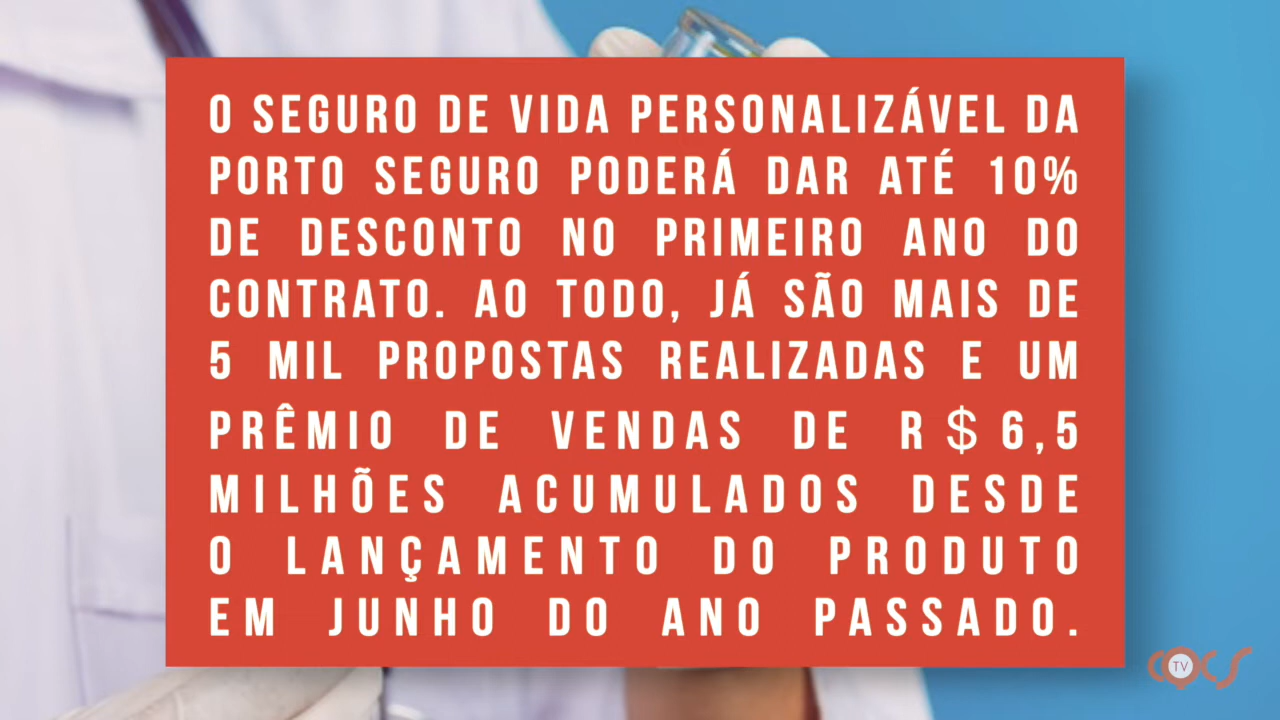 O SEGURO DE VIDA PERSONALIZÁVEL DA
PORTO SEGURO PODERÁ DAR ATÉ 10%
DE DESCONTO NO PRIMEIRO ANO DO
CONTRATO. AO TODO, JÁ SÃO MAIS DE
5 MIL PROPOSTAS REALIZADAS E UM
PRÊMIO DE VENDAS DE R$6,5
MILHÕES ACUMULADOS DESDE
O LANÇAMENTO DO PRODUTO
EM JUNHO DO ANO PASSADO.
CQCS
TV